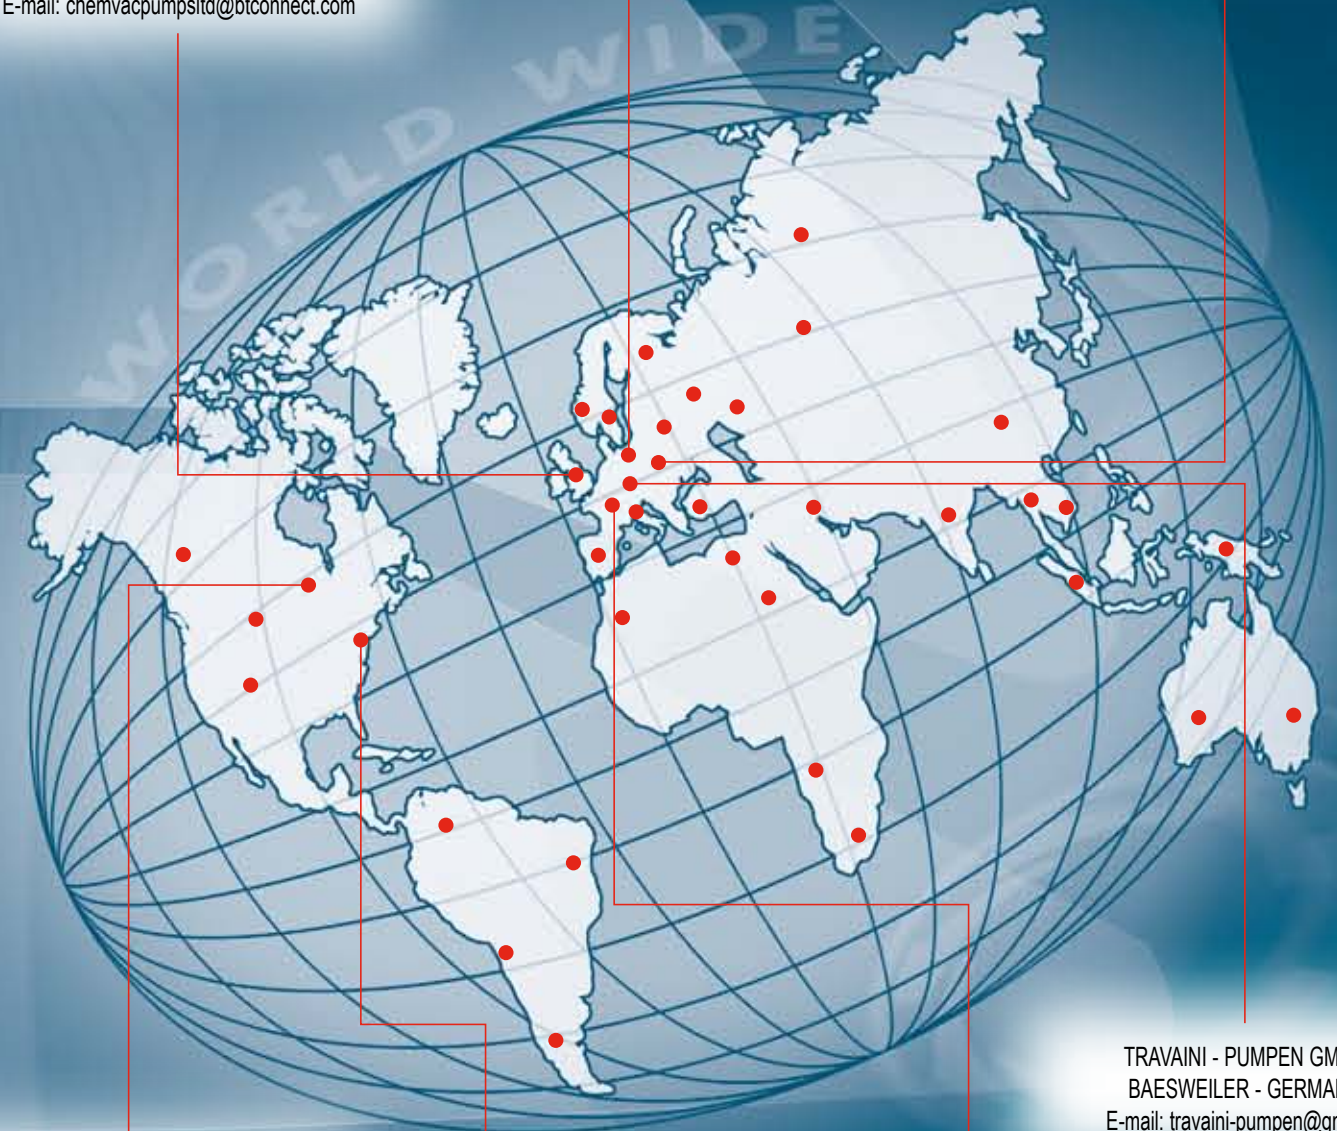 E-mail: chemvacpumpsltd@btconnect.com
WORLD WIDE
TRAVAINI - PUMPEN GM
BAESWEILER - GERMA
E-mail: travaini-pumpen@